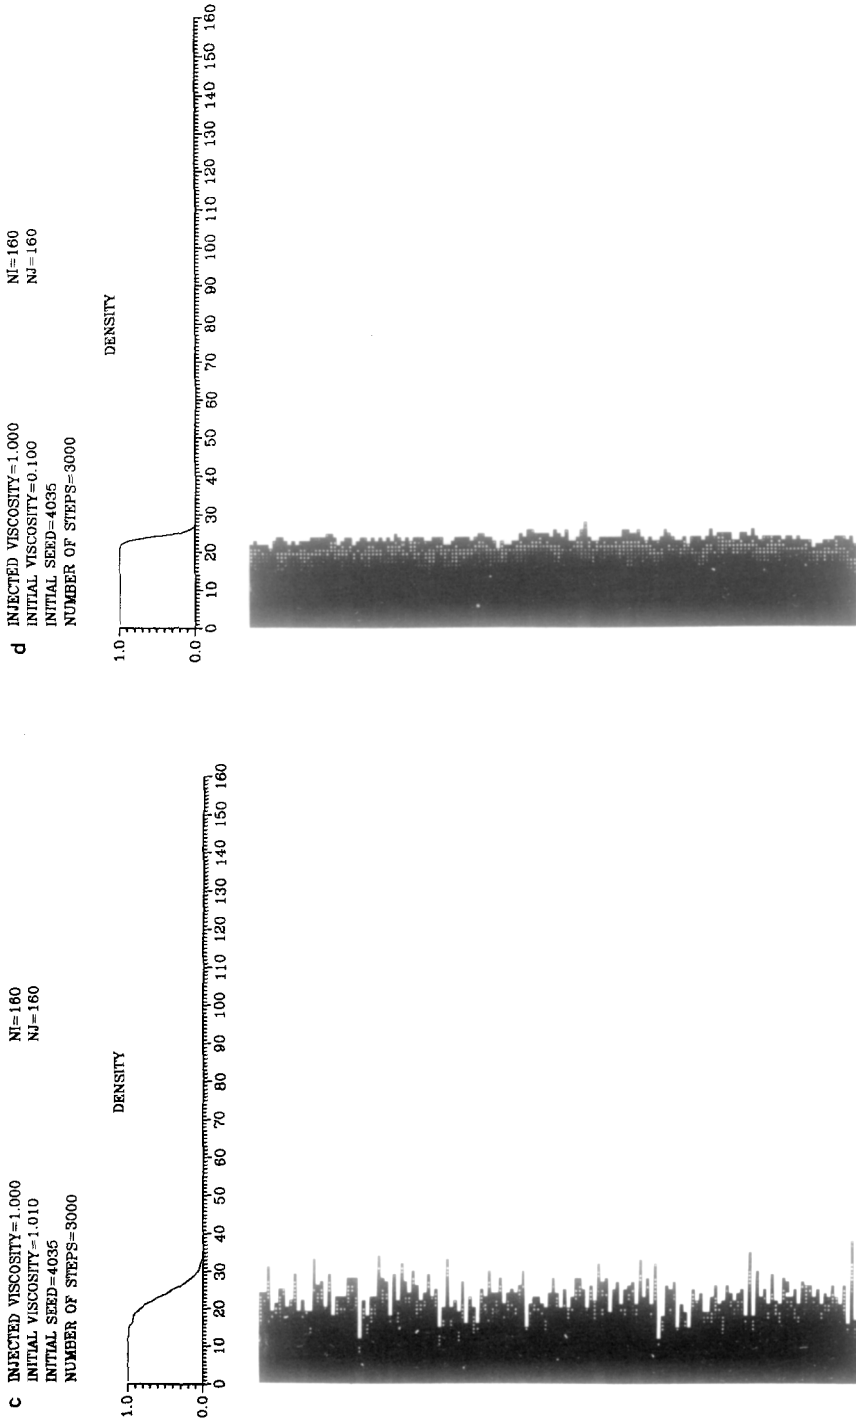 c INJECTED VISCOSITY=1.000
INITIAL VISCOSITY=1.010
INITIAL SEED=4035
NUMBER OF STEPS=3000
NI=160
NJ=160
DENSITY
1.0
0.0
0 10 20 30 40 50 60 70 80 90 100 110 120 130 140 150 160
d INJECTED VISCOSITY=1.000
INITIAL VISCOSITY=0.100
INITIAL SEED=4035
NUMBER OF STEPS=3000
NI=160
NJ=160
DENSITY
1.0
0.0
0 10 20 30 40 50 60 70 80 90 100 110 120 130 140 150 160